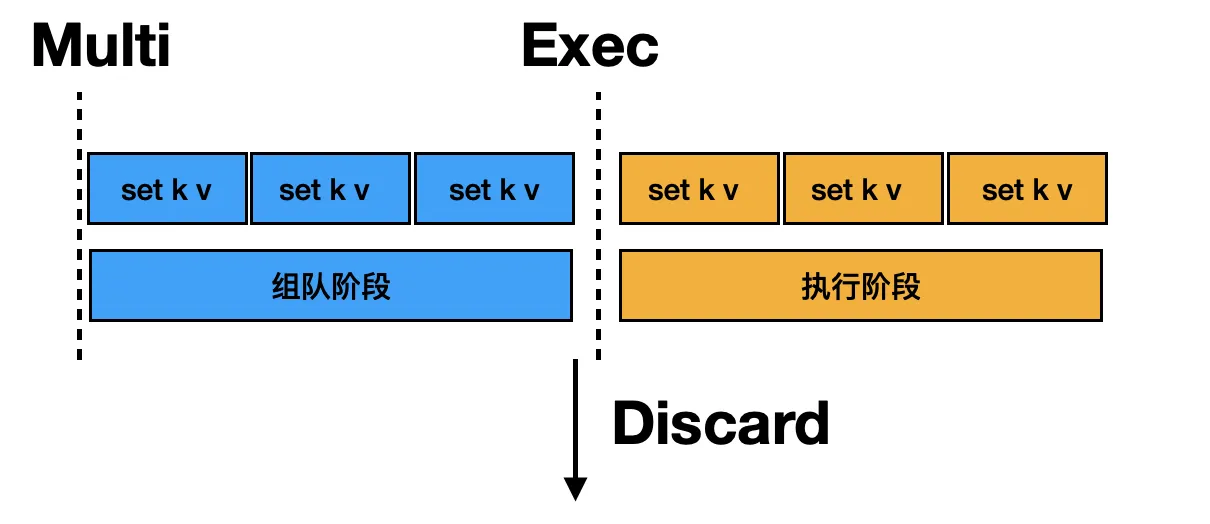 Multi Exec
set k v set k v set k v set k v set k v set k v
组队阶段 执行阶段
Discard